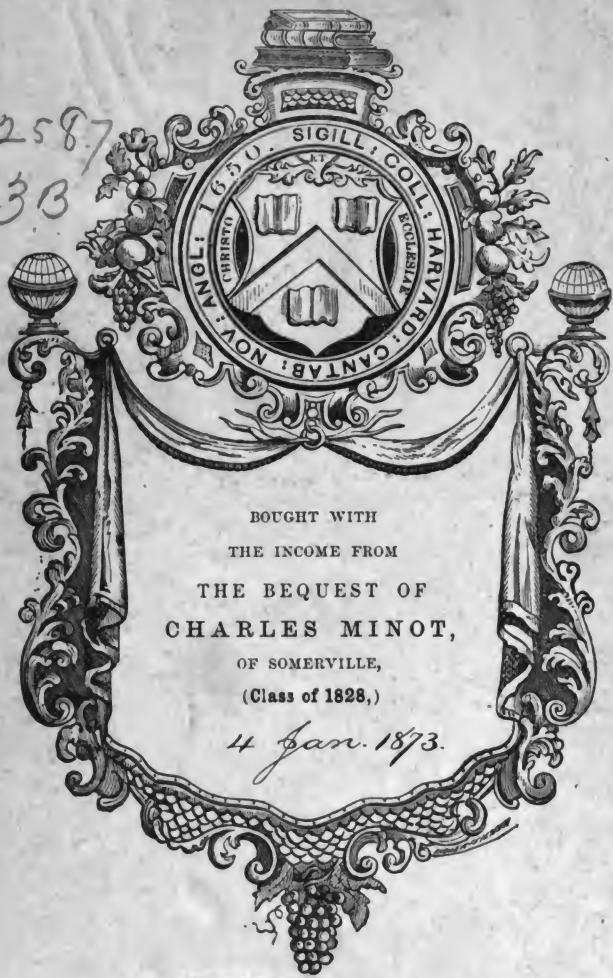 2587
3B
SIGILL: COLL: HARVARD: CANTAB: NOV: ANGL: 1650.
ET
CHRISTO
ECCLESIAE
BOUGHT WITH
THE INCOME FROM
THE BEQUEST OF
CHARLES MINOT,
OF SOMERVILLE,
(Class of 1828,)
4 Jan. 1873.